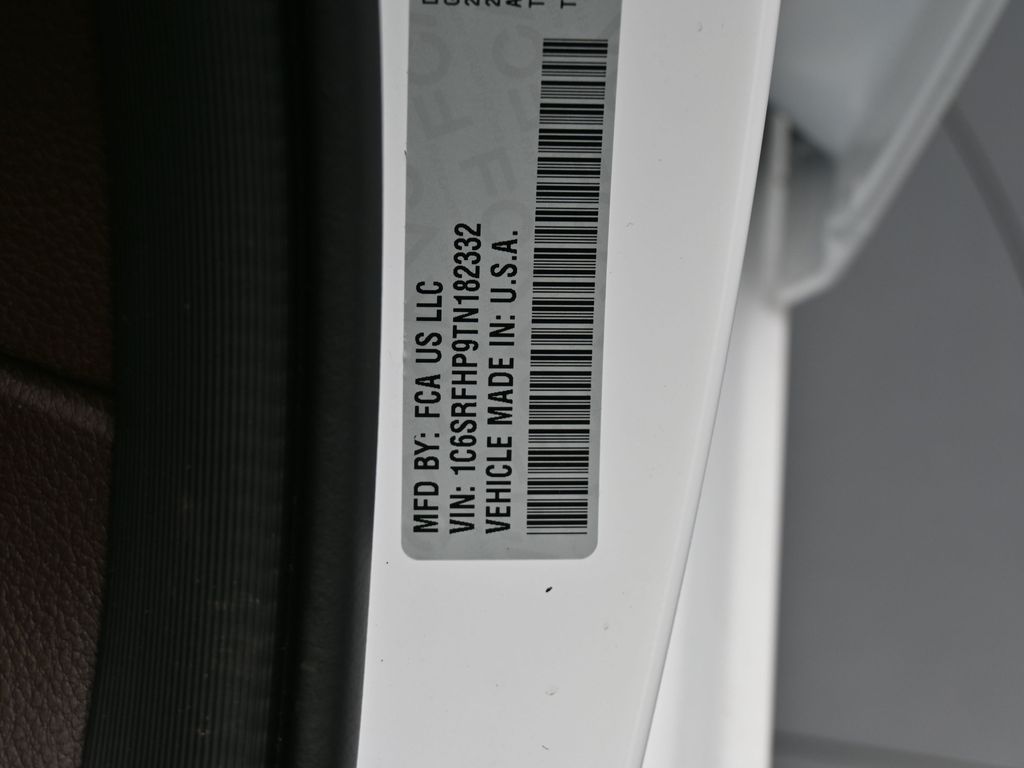 MFD BY: FCA US LLC
VIN: 1C6SRFHP9TN182332
VEHICLE MADE IN: U.S.A.